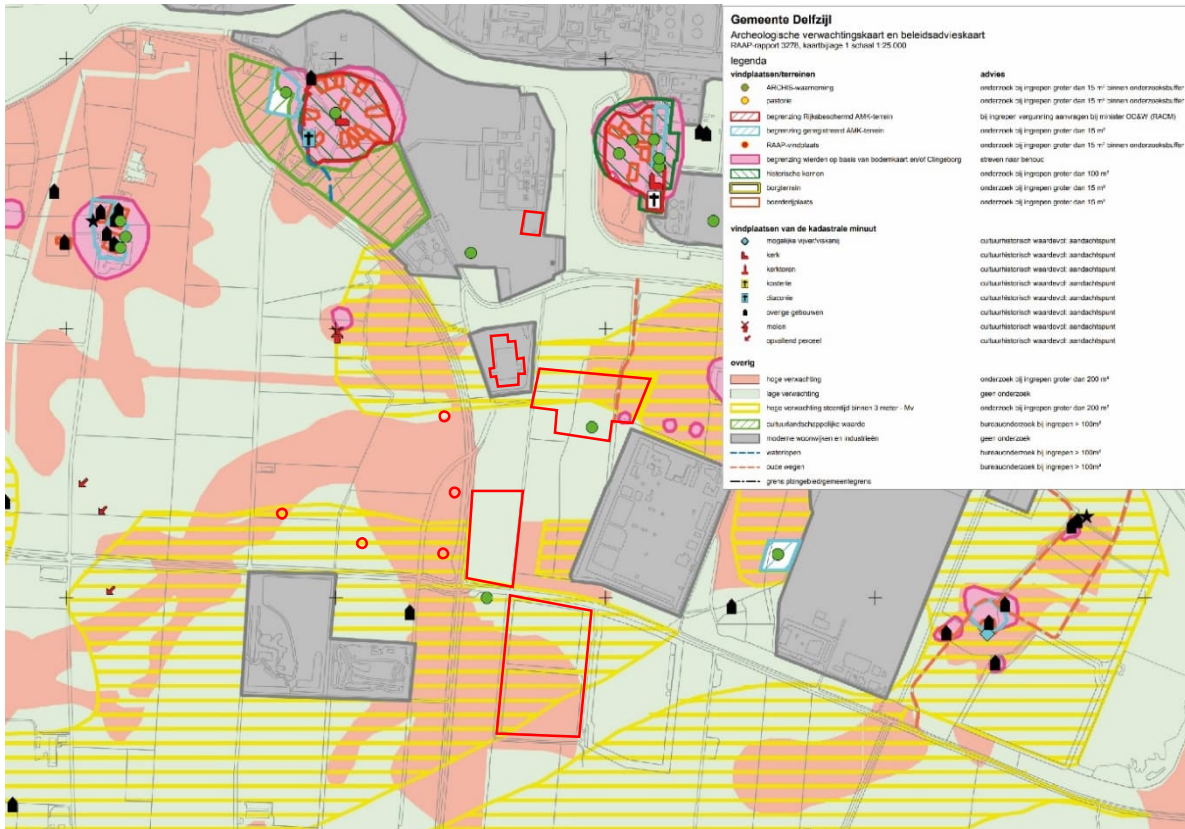 Gemeente Delfzijl
Archeologische verwachtingskaart en beleidsadvieskaart
RAAP-rapport 3278, kaartbijlage 1 schaal 1:25.000
legenda
vindplaatsen/terreinen advies
ARCHIS-waarneming onderzoek bij ingrepen groter dan 15 m² binnen onderzoeksbuffer
pastorie onderzoek bij ingrepen groter dan 15 m² binnen onderzoeksbuffer
begrenzing Rijksbeschermd AMK-terrein bij ingrepen vergunning aanvragen bij minister OC&W (RACM)
begrenzing geregistreerd AMK-terrein onderzoek bij ingrepen groter dan 15 m²
RAAP-vindplaats onderzoek bij ingrepen groter dan 15 m² binnen onderzoeksbuffer
begrenzing wierden op basis van bodemkaart en/of Clingeborg streven naar behoud
historische kernen onderzoek bij ingrepen groter dan 100 m²
borgterrein onderzoek bij ingrepen groter dan 15 m²
boerderijplaats onderzoek bij ingrepen groter dan 15 m²
vindplaatsen van de kadastrale minuut
mogelijke vijver/viskenij cultuurhistorisch waardevol: aandachtspunt
kerk cultuurhistorisch waardevol: aandachtspunt
kerktoren cultuurhistorisch waardevol: aandachtspunt
kosterie cultuurhistorisch waardevol: aandachtspunt
diaconie cultuurhistorisch waardevol: aandachtspunt
overige gebouwen cultuurhistorisch waardevol: aandachtspunt
molen cultuurhistorisch waardevol: aandachtspunt
opvallend perceel cultuurhistorisch waardevol: aandachtspunt
overig
hoge verwachting onderzoek bij ingrepen groter dan 200 m²
lage verwachting geen onderzoek
hoge verwachting steentijd binnen 3 meter - Mv onderzoek bij ingrepen groter dan 200 m²
cultuurlandschappelijke waarde bureauonderzoek bij ingrepen > 100m²
moderne woonwijken en industrieën geen onderzoek
waterlopen bureauonderzoek bij ingrepen > 100m²
oude wegen bureauonderzoek bij ingrepen > 100m²
grens plangebied/gemeentegrens